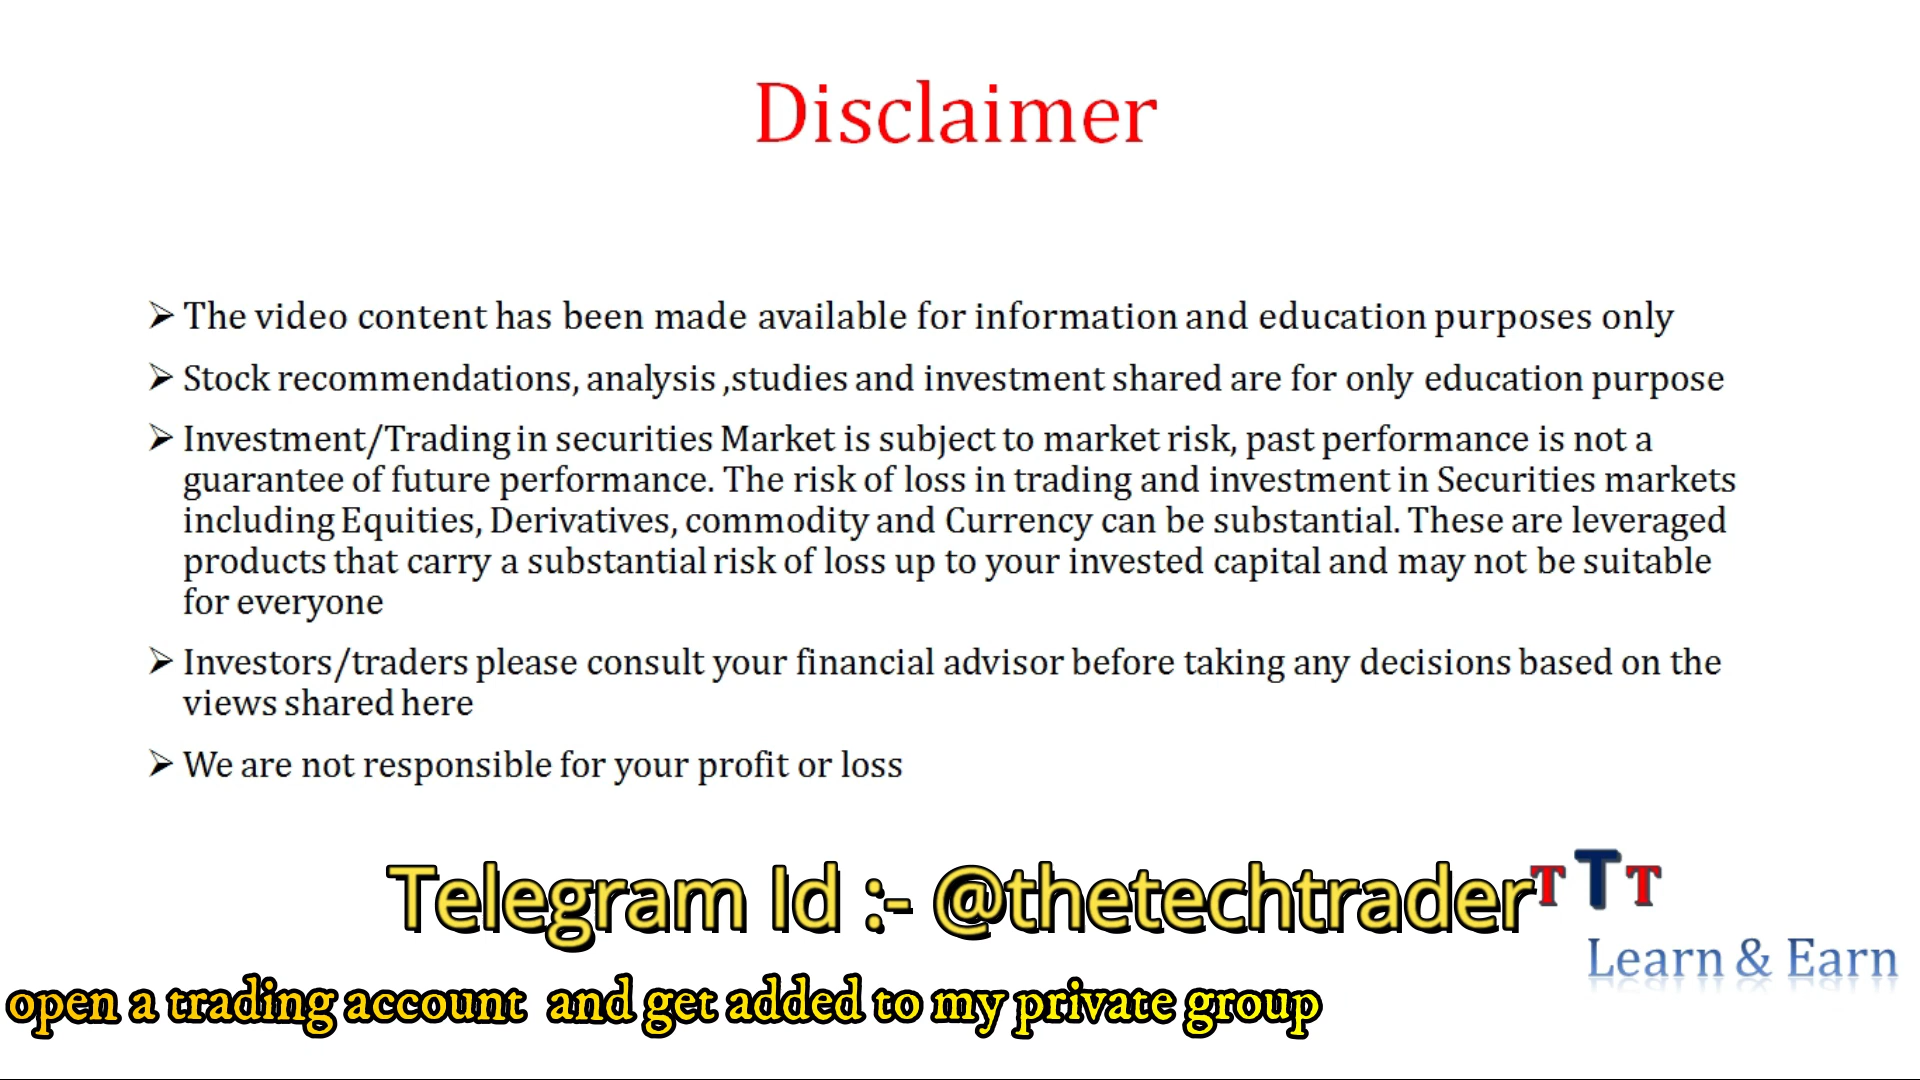 Disclaimer
➢ The video content has been made available for information and education purposes only
➢ Stock recommendations, analysis ,studies and investment shared are for only education purpose
➢ Investment/Trading in securities Market is subject to market risk, past performance is not a
guarantee of future performance. The risk of loss in trading and investment in Securities markets
including Equities, Derivatives, commodity and Currency can be substantial. These are leveraged
products that carry a substantial risk of loss up to your invested capital and may not be suitable
for everyone
➢ Investors/traders please consult your financial advisor before taking any decisions based on the
views shared here
➢ We are not responsible for your profit or loss
Telegram Id :- @thetechtrader
TTT
Learn & Earn
open a trading account and get added to my private group